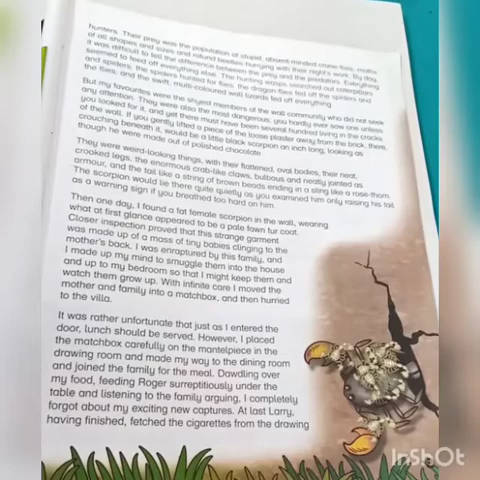 hunters. Their prey was the population of stupid, absent-minded crane-flies, moths
of all shapes and sizes and rotund beetles hurrying with their night's work. By day,
it was difficult to tell the difference between the prey and the predators. Everything
seemed to feed off everything else. The hunting wasps searched out caterpillars
and spiders; the spiders hunted for flies; the dragon-flies fed off the spiders and
the flies; and the swift, multi-coloured wall lizards fed off everything.
But my favourites were the shyest members of the wall community who did not seek
any attention. They were also the most dangerous; you hardly ever saw one unless
you looked for it, and yet there must have been several hundred living in the cracks
of the wall. If you gently lifted a piece of the loose plaster away from the brick, there,
crouching beneath it, would be a little black scorpion an inch long, looking as
though he were made out of polished chocolate.
They were weird-looking things, with their flattened, oval bodies, their neat,
crooked legs, the enormous crab-like claws, bulbous and neatly jointed as
armour, and the tail like a string of brown beads ending in a sting like a rose-thorn.
The scorpion would lie there quite quietly as you examined him only raising his tail
as a warning sign if you breathed too hard on him.
Then one day, I found a fat female scorpion in the wall, wearing
what at first glance appeared to be a pale fawn fur coat.
Closer inspection proved that this strange garment
was made up of a mass of tiny babies clinging to the
mother's back. I was enraptured by this family, and
I made up my mind to smuggle them into the house
and up to my bedroom so that I might keep them and
watch them grow up. With infinite care I moved the
mother and family into a matchbox, and then hurried
to the villa.
It was rather unfortunate that just as I entered the
door, lunch should be served. However, I placed
the matchbox carefully on the mantelpiece in the
drawing room and made my way to the dining room
and joined the family for the meal. Dawdling over
my food, feeding Roger surreptitiously under the
table and listening to the family arguing, I completely
forgot about my exciting new captures. At last Larry,
having finished, fetched the cigarettes from the drawing
InShOt